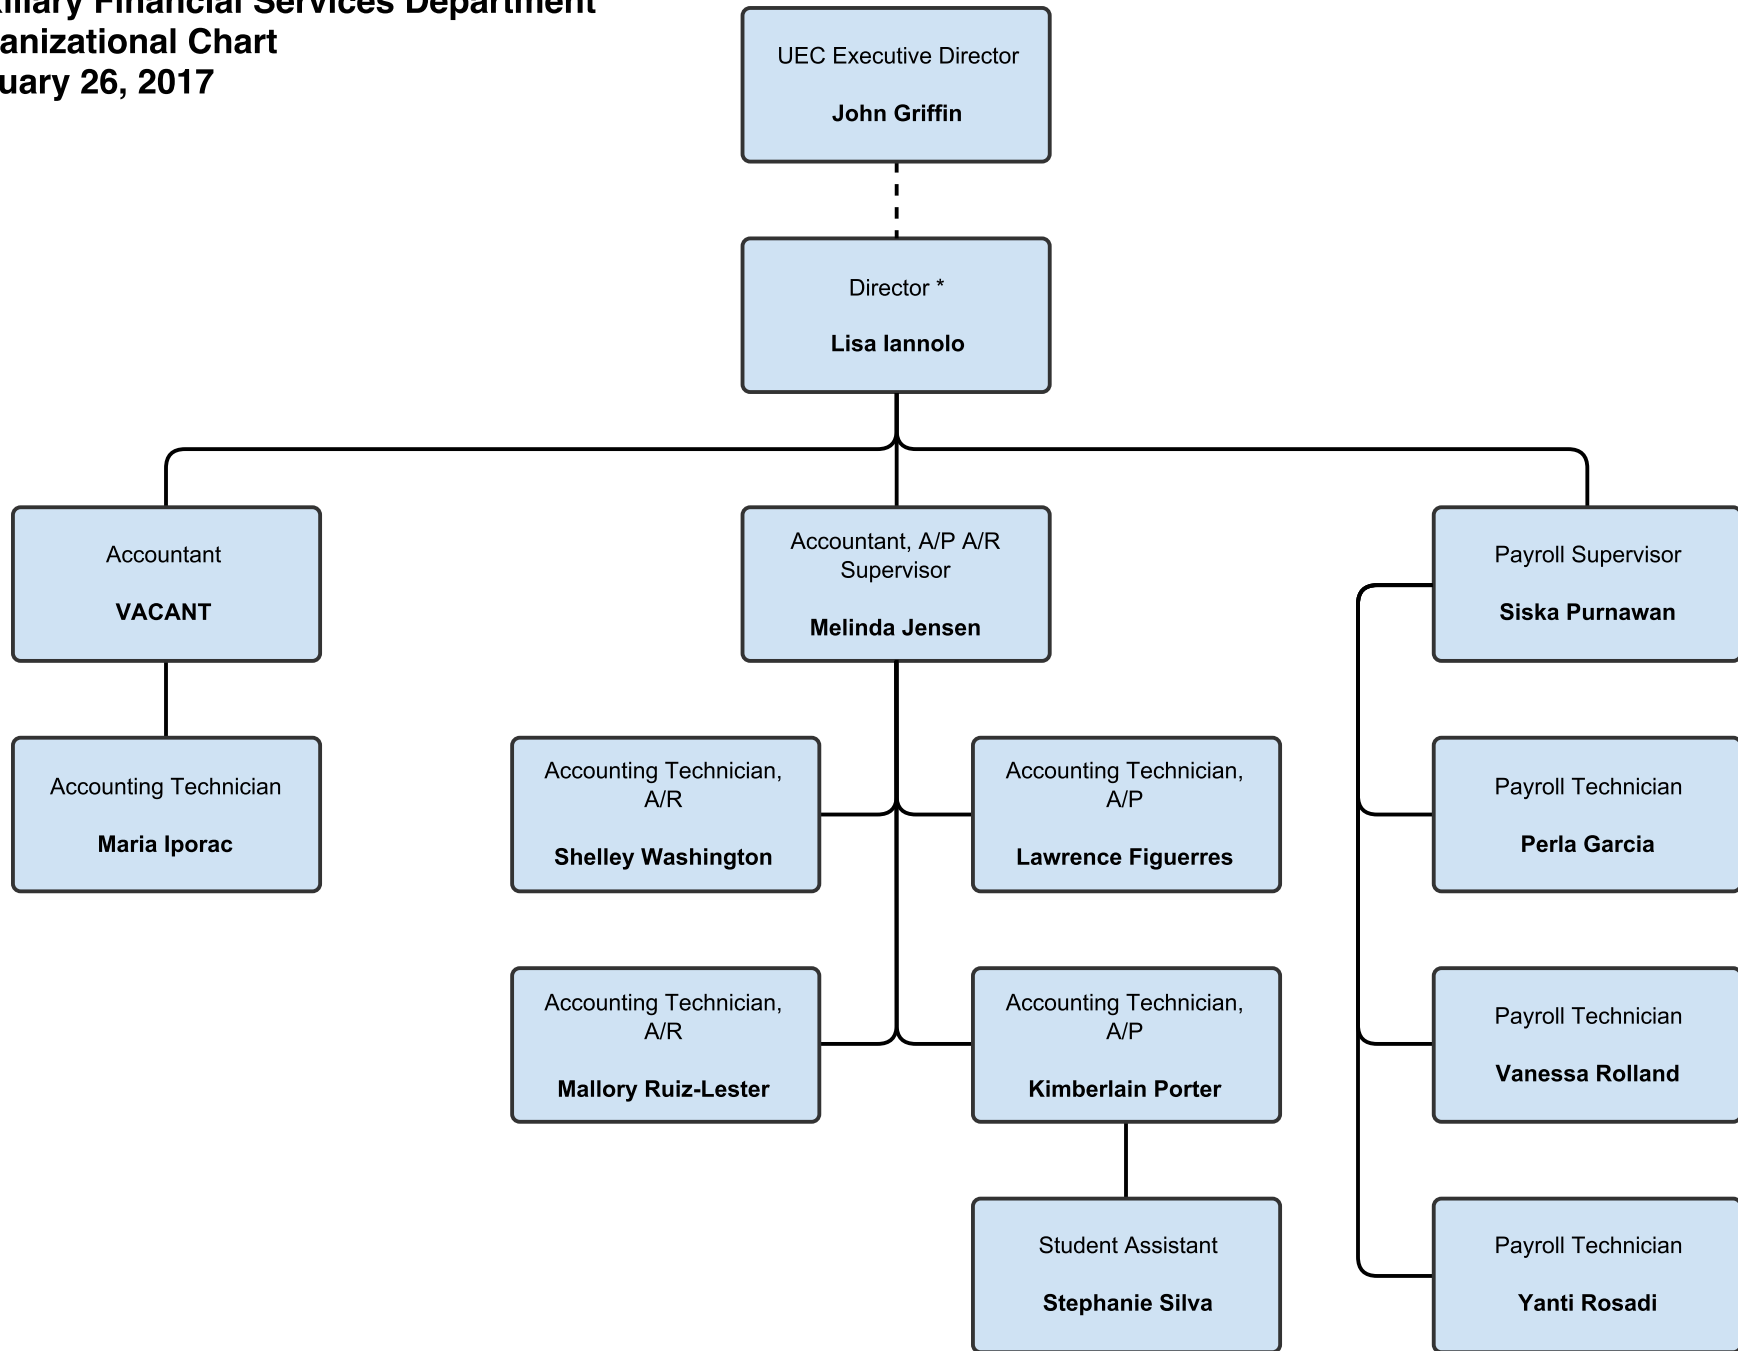 Financial Services Department
Chart
26, 2017
UEC Executive Director
John Griffin
Director *
Lisa Iannolo
Accountant
VACANT
Accountant, A/P A/R
Supervisor
Melinda Jensen
Payroll Supervisor
Siska Purnawan
Accounting Technician
Maria Iporac
Accounting Technician,
A/R
Shelley Washington
Accounting Technician,
A/P
Lawrence Figuerres
Payroll Technician
Perla Garcia
Accounting Technician,
A/R
Mallory Ruiz-Lester
Accounting Technician,
A/P
Kimberlain Porter
Payroll Technician
Vanessa Rolland
Student Assistant
Stephanie Silva
Payroll Technician
Yanti Rosadi